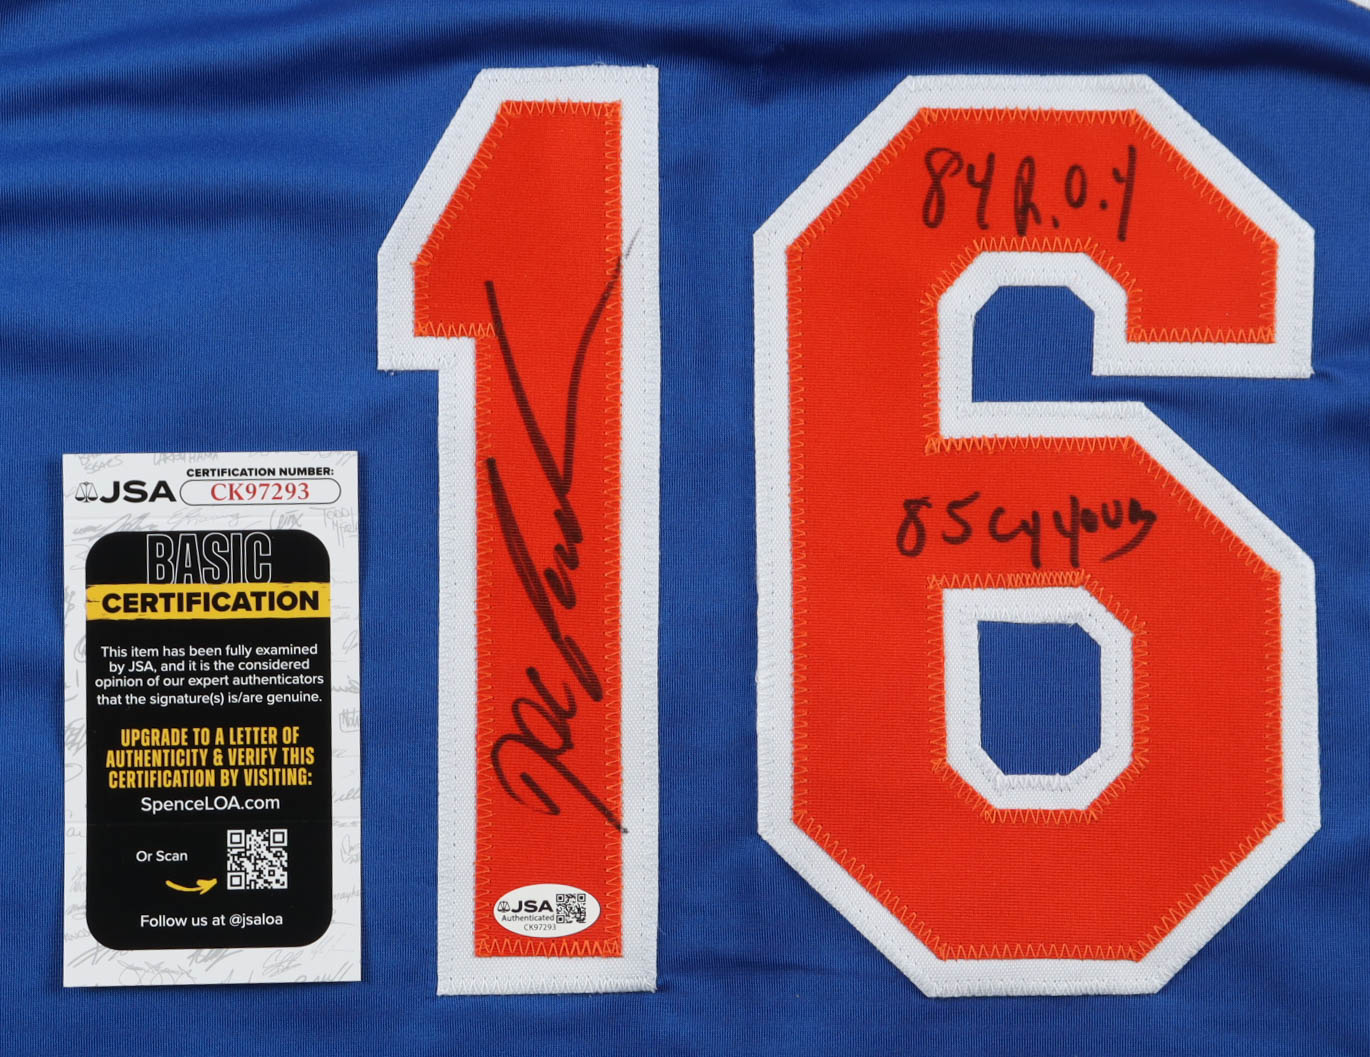 16
84 R.O.Y
85 Cy Young
CERTIFICATION NUMBER:
JSA CK97293
BASIC
CERTIFICATION
This item has been fully examined
by JSA, and it is the considered
opinion of our expert authenticators
that the signature(s) is/are genuine.
UPGRADE TO A LETTER OF
AUTHENTICITY & VERIFY THIS
CERTIFICATION BY VISITING:
SpenceLOA.com
Or Scan
Follow us at @jsaloa
JSA
Authenticated
CK97293